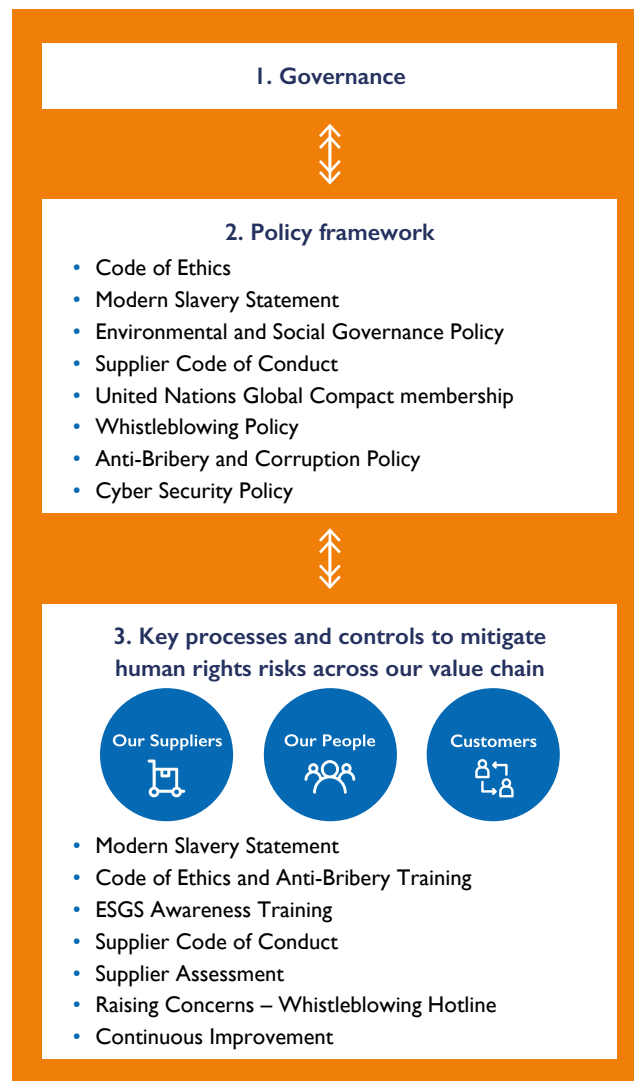 1. Governance
2. Policy framework
• Code of Ethics
• Modern Slavery Statement
• Environmental and Social Governance Policy
• Supplier Code of Conduct
• United Nations Global Compact membership
• Whistleblowing Policy
• Anti-Bribery and Corruption Policy
• Cyber Security Policy
3. Key processes and controls to mitigate
human rights risks across our value chain
Our Suppliers
Our People
Customers
• Modern Slavery Statement
• Code of Ethics and Anti-Bribery Training
• ESGS Awareness Training
• Supplier Code of Conduct
• Supplier Assessment
• Raising Concerns – Whistleblowing Hotline
• Continuous Improvement